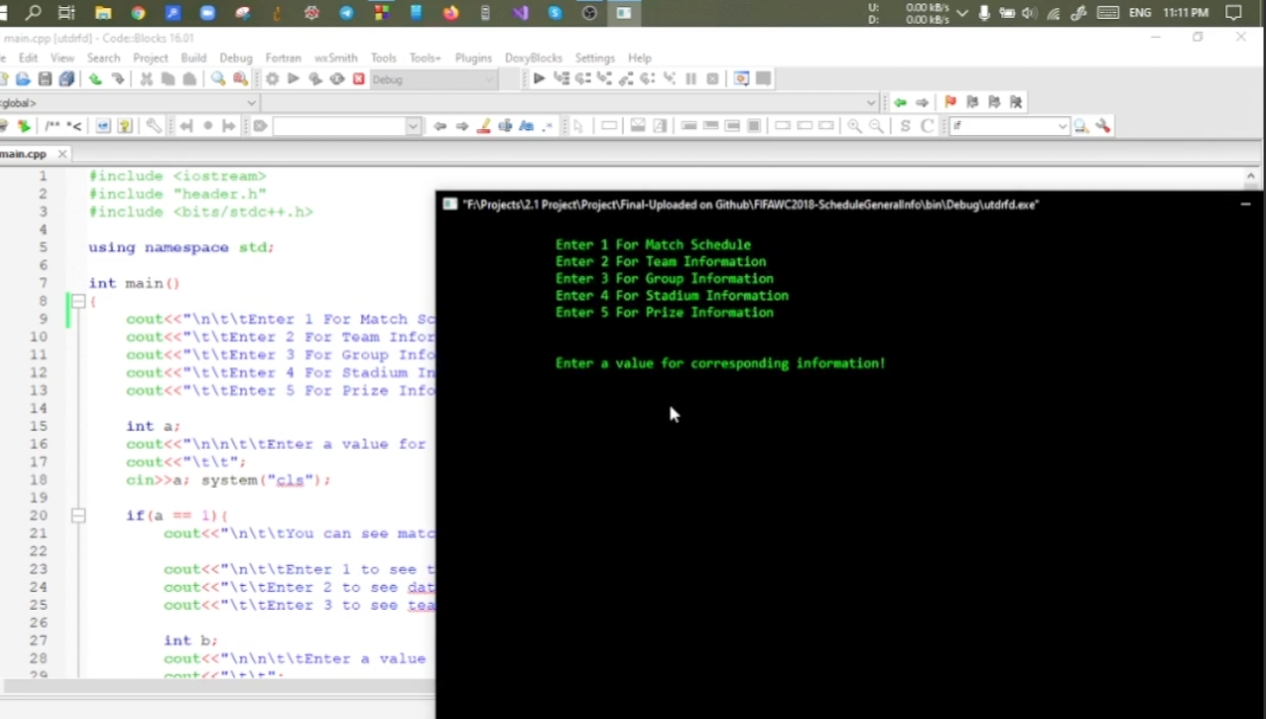 U: 0.00 kB/s
D: 0.00 kB/s
ENG 11:11 PM
main.cpp [utdrfd] - Code::Blocks 16.01
Edit View Search Project Build Debug Fortran wxSmith Tools Tools+ Plugins DoxyBlocks Settings Help
Debug
<global>
/** *<
S C if
main.cpp
1 #include <iostream>
2 #include "header.h"
3 #include <bits/stdc++.h>
4
5 using namespace std;
6
7 int main()
8 {
9 cout<<"\n\t\tEnter 1 For Match Sc
10 cout<<"\t\tEnter 2 For Team Infor
11 cout<<"\t\tEnter 3 For Group Info
12 cout<<"\t\tEnter 4 For Stadium In
13 cout<<"\t\tEnter 5 For Prize Info
14
15 int a;
16 cout<<"\n\n\t\tEnter a value for
17 cout<<"\t\t";
18 cin>>a; system("cls");
19
20 if(a == 1){
21 cout<<"\n\t\tYou can see matc
22
23 cout<<"\n\t\tEnter 1 to see t
24 cout<<"\t\tEnter 2 to see dat
25 cout<<"\t\tEnter 3 to see tea
26
27 int b;
28 cout<<"\n\n\t\tEnter a value
29 cout<<"\t\t";
"F:\Projects\2.1 Project\Project\Final-Uploaded on Github\FIFAWC2018-ScheduleGeneralInfo\bin\Debug\utdrfd.exe"
Enter 1 For Match Schedule
Enter 2 For Team Information
Enter 3 For Group Information
Enter 4 For Stadium Information
Enter 5 For Prize Information
Enter a value for corresponding information!